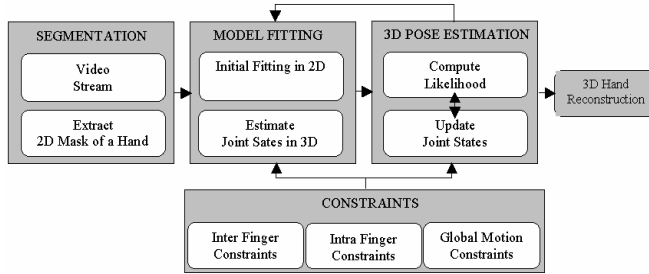 SEGMENTATION
Video
Stream
Extract
2D Mask of a Hand
MODEL FITTING
Initial Fitting in 2D
Estimate
Joint Sates in 3D
3D POSE ESTIMATION
Compute
Likelihood
Update
Joint States
3D Hand
Reconstruction
CONSTRAINTS
Inter Finger
Constraints
Intra Finger
Constraints
Global Motion
Constraints